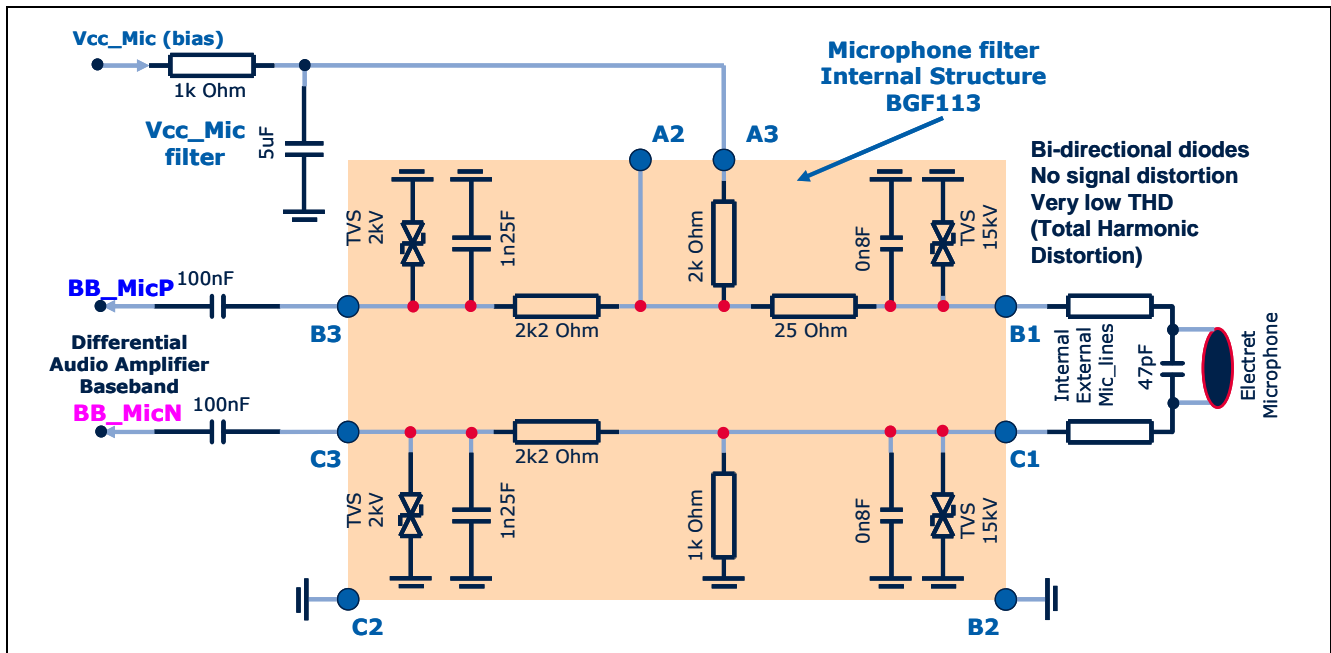 Vcc_Mic (bias)
1k Ohm
Vcc_Mic
filter
5uF
Microphone filter
Internal Structure
BGF113
A2
A3
Bi-directional diodes
No signal distortion
Very low THD
(Total Harmonic
Distortion)
TVS
2kV
1n25F
2k Ohm
0n8F
TVS
15kV
BB_MicP
100nF
B3
2k2 Ohm
25 Ohm
B1
Differential
Audio Amplifier
Baseband
Internal
External
Mic_lines
47pF
Electret
Microphone
BB_MicN
100nF
C3
2k2 Ohm
C1
TVS
2kV
1n25F
1k Ohm
0n8F
TVS
15kV
C2
B2